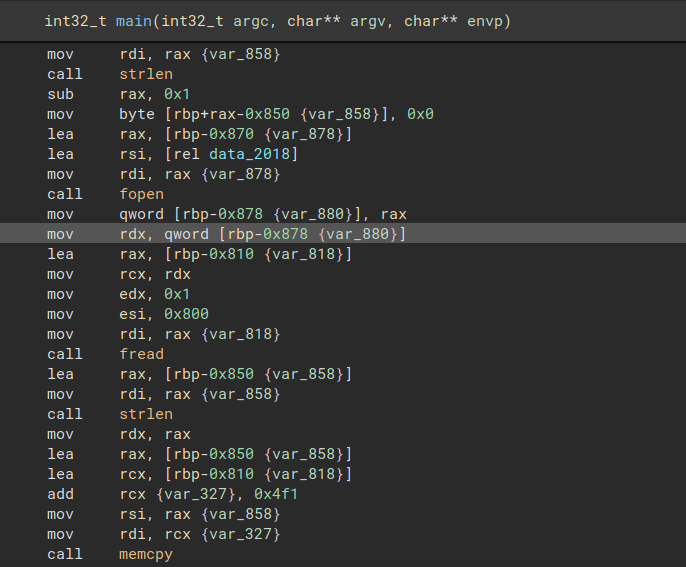 int32_t main(int32_t argc, char** argv, char** envp)
mov rdi, rax {var_858}
call strlen
sub rax, 0x1
mov byte [rbp+rax-0x850 {var_858}], 0x0
lea rax, [rbp-0x870 {var_878}]
lea rsi, [rel data_2018]
mov rdi, rax {var_878}
call fopen
mov qword [rbp-0x878 {var_880}], rax
mov rdx, qword [rbp-0x878 {var_880}]
lea rax, [rbp-0x810 {var_818}]
mov rcx, rdx
mov edx, 0x1
mov esi, 0x800
mov rdi, rax {var_818}
call fread
lea rax, [rbp-0x850 {var_858}]
mov rdi, rax {var_858}
call strlen
mov rdx, rax
lea rax, [rbp-0x850 {var_858}]
lea rcx, [rbp-0x810 {var_818}]
add rcx {var_327}, 0x4f1
mov rsi, rax {var_858}
mov rdi, rcx {var_327}
call memcpy